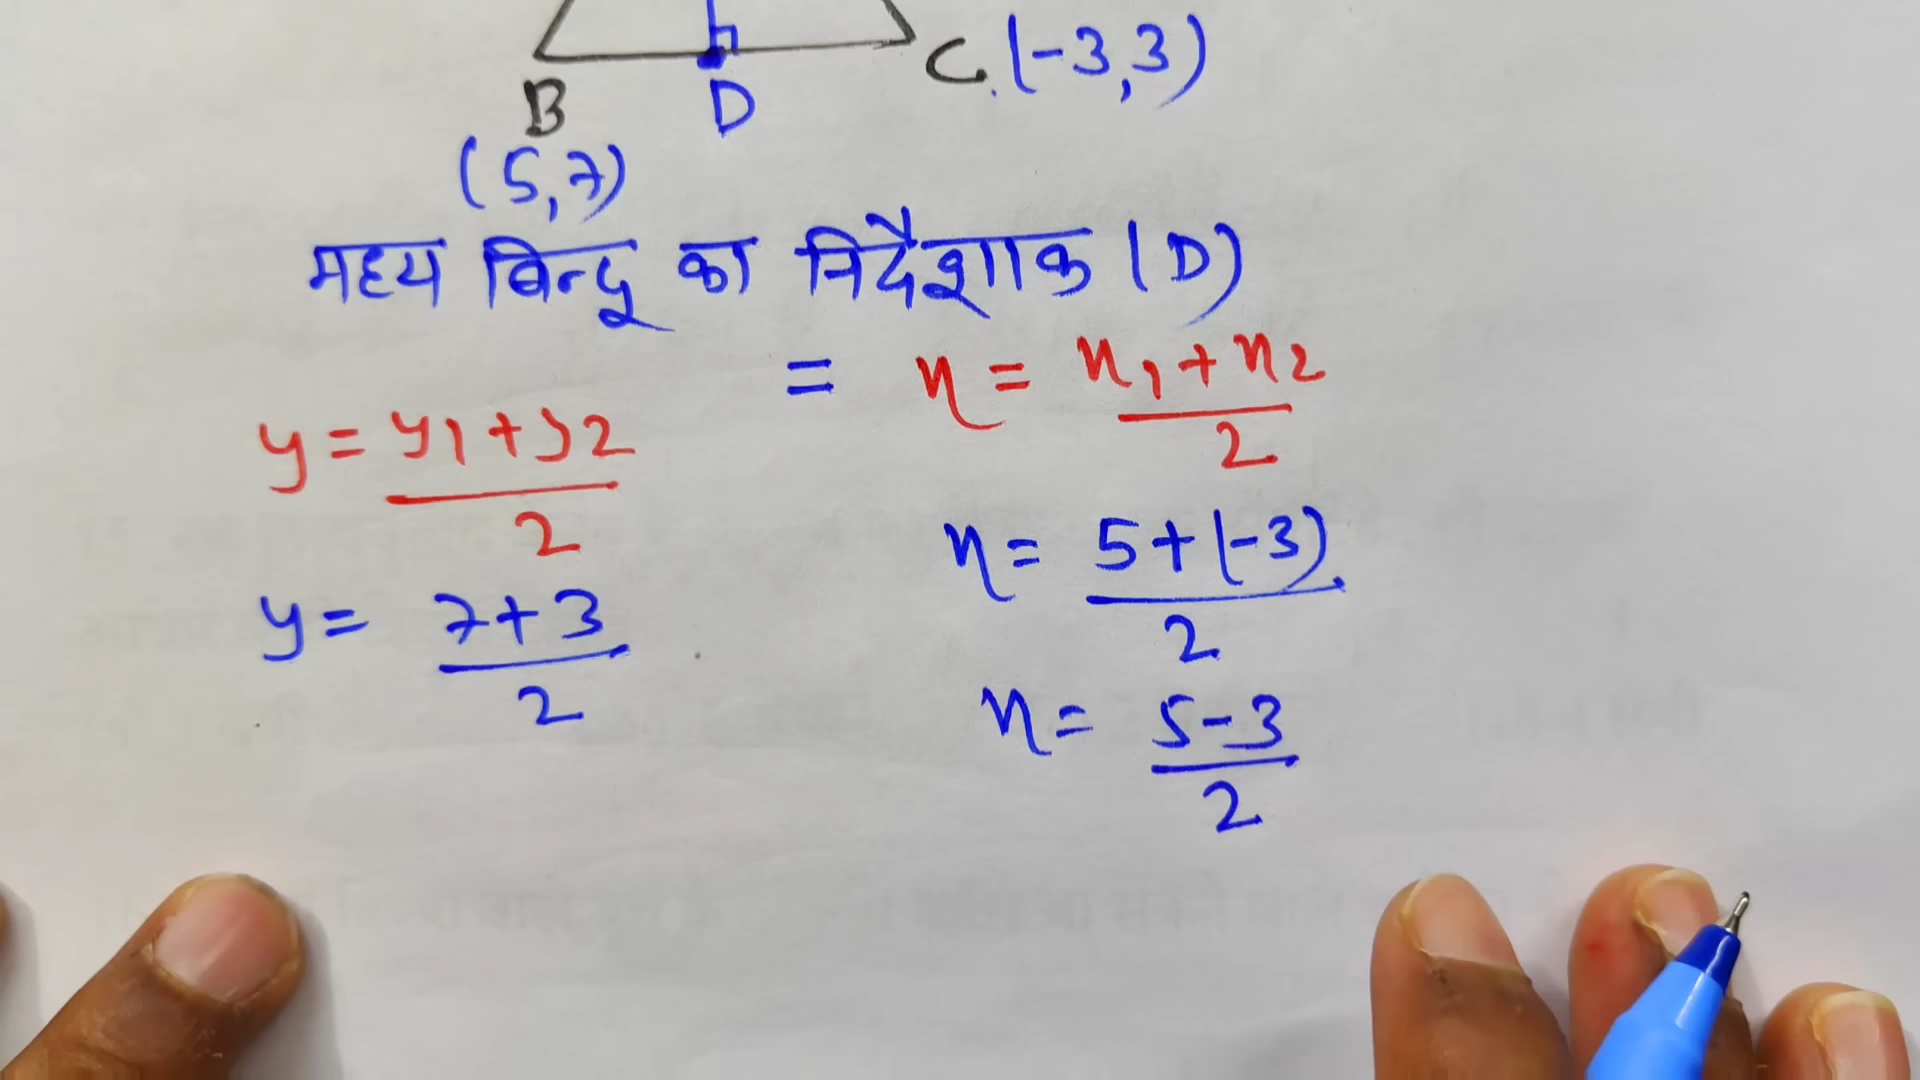 C. (-3,3)
B D
(5,7)
मध्य बिन्दू का निर्देशाक (D)
= x = x1 + x2 / 2
y = y1 + y2 / 2
x = 5 + (-3) / 2
y = 7 + 3 / 2
x = 5 - 3 / 2